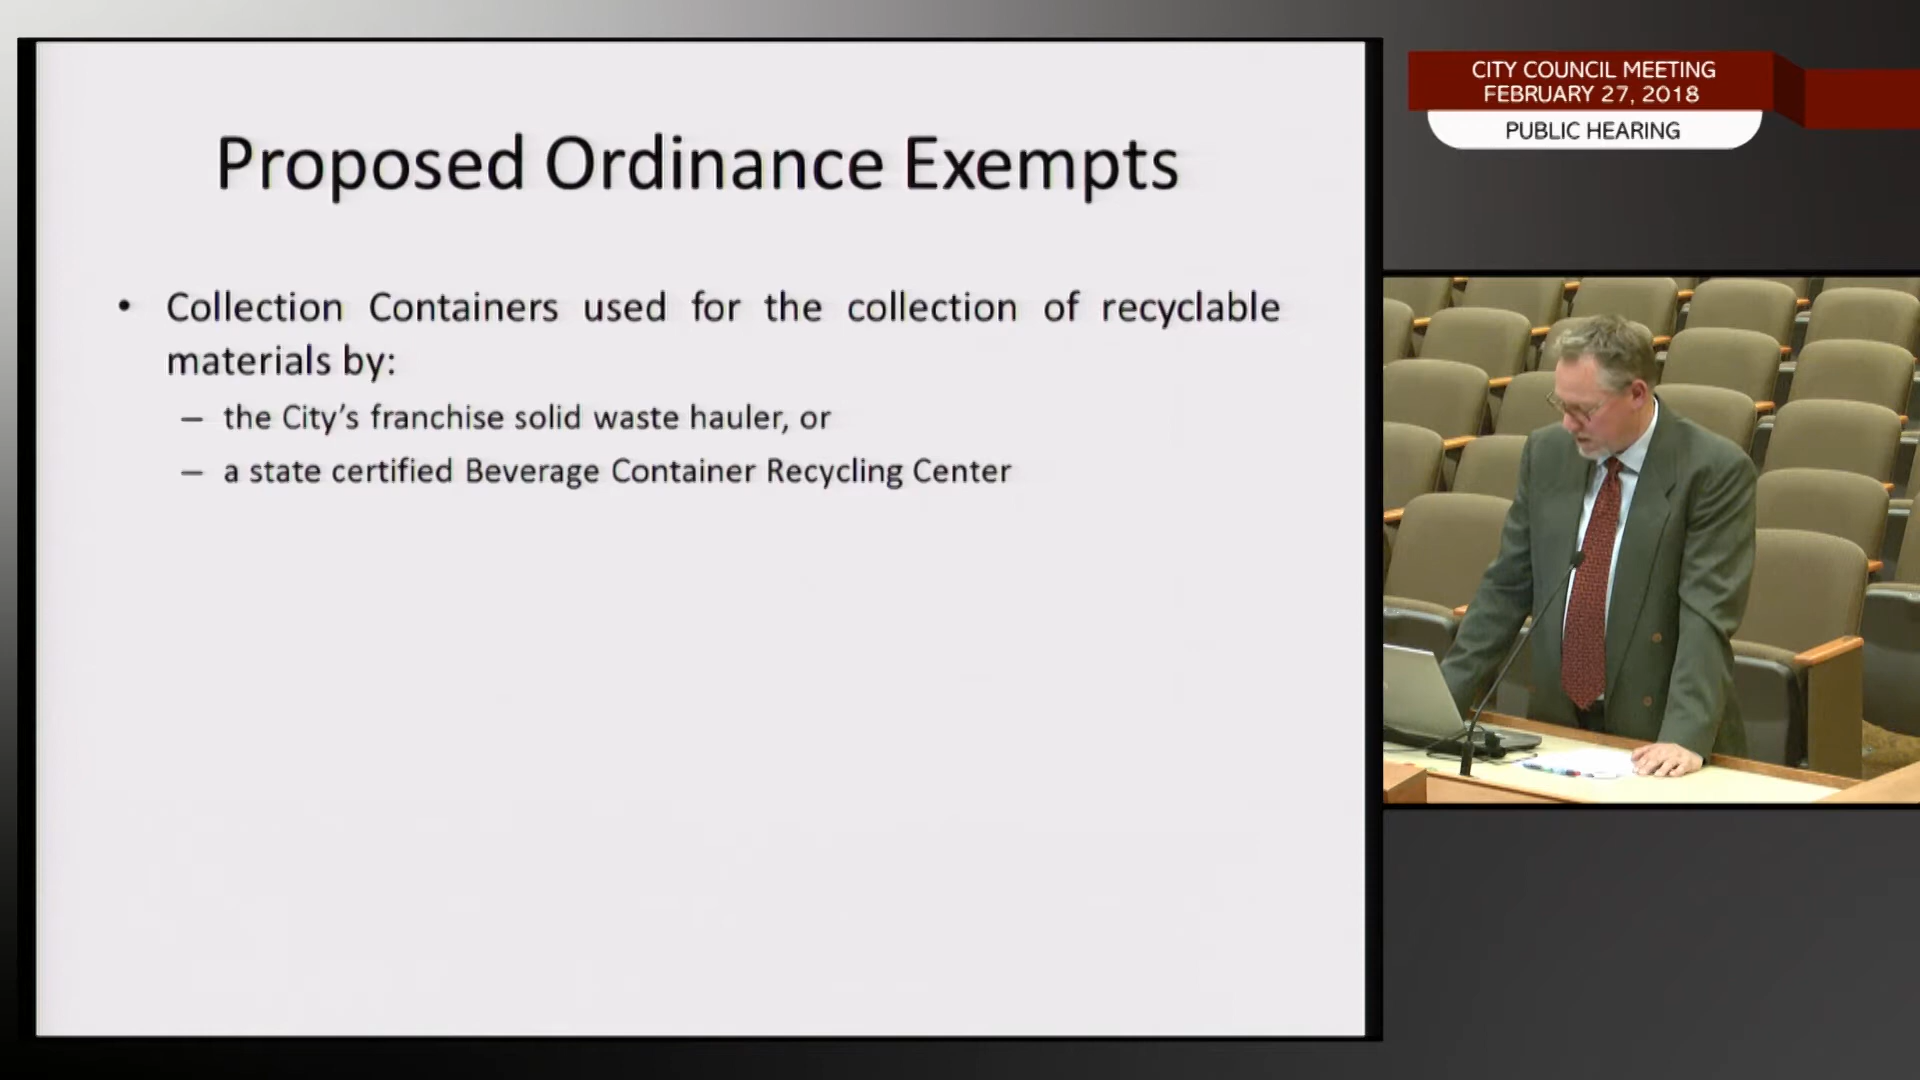 Proposed Ordinance Exempts
• Collection Containers used for the collection of recyclable
materials by:
– the City’s franchise solid waste hauler, or
– a state certified Beverage Container Recycling Center
CITY COUNCIL MEETING
FEBRUARY 27, 2018
PUBLIC HEARING